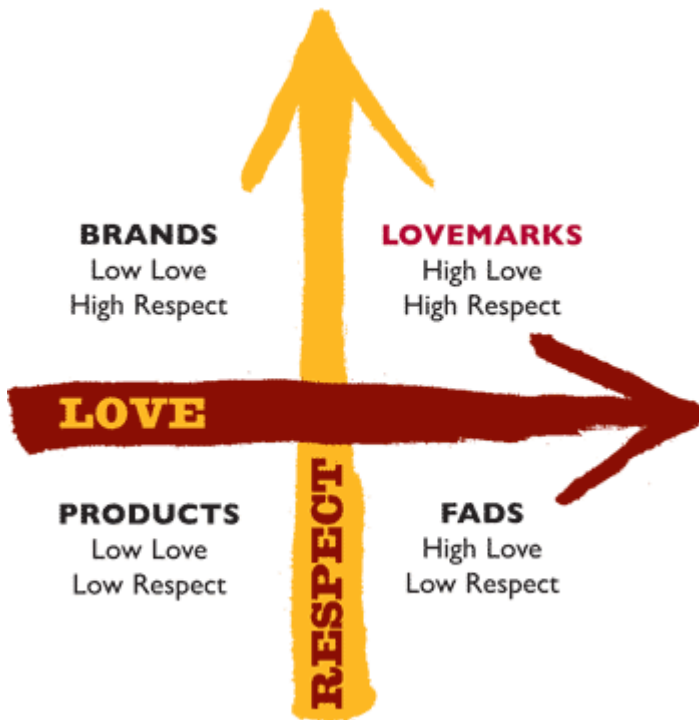 BRANDS
Low Love
High Respect
LOVEMARKS
High Love
High Respect
LOVE
RESPECT
PRODUCTS
Low Love
Low Respect
FADS
High Love
Low Respect